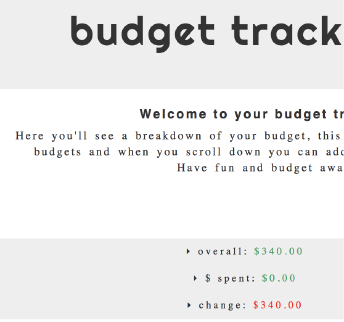 budget track
Welcome to your budget tr
Here you'll see a breakdown of your budget, this
budgets and when you scroll down you can add
Have fun and budget awa
overall: $340.00
$ spent: $0.00
change: $340.00